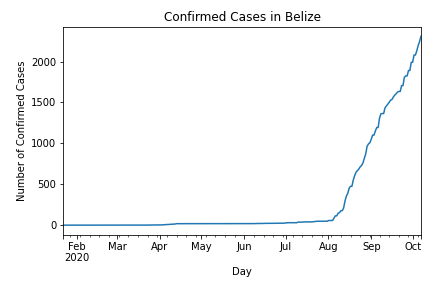 Confirmed Cases in Belize
Number of Confirmed Cases
2000
1500
1000
500
0
Feb Mar Apr May Jun Jul Aug Sep Oct
2020
Day